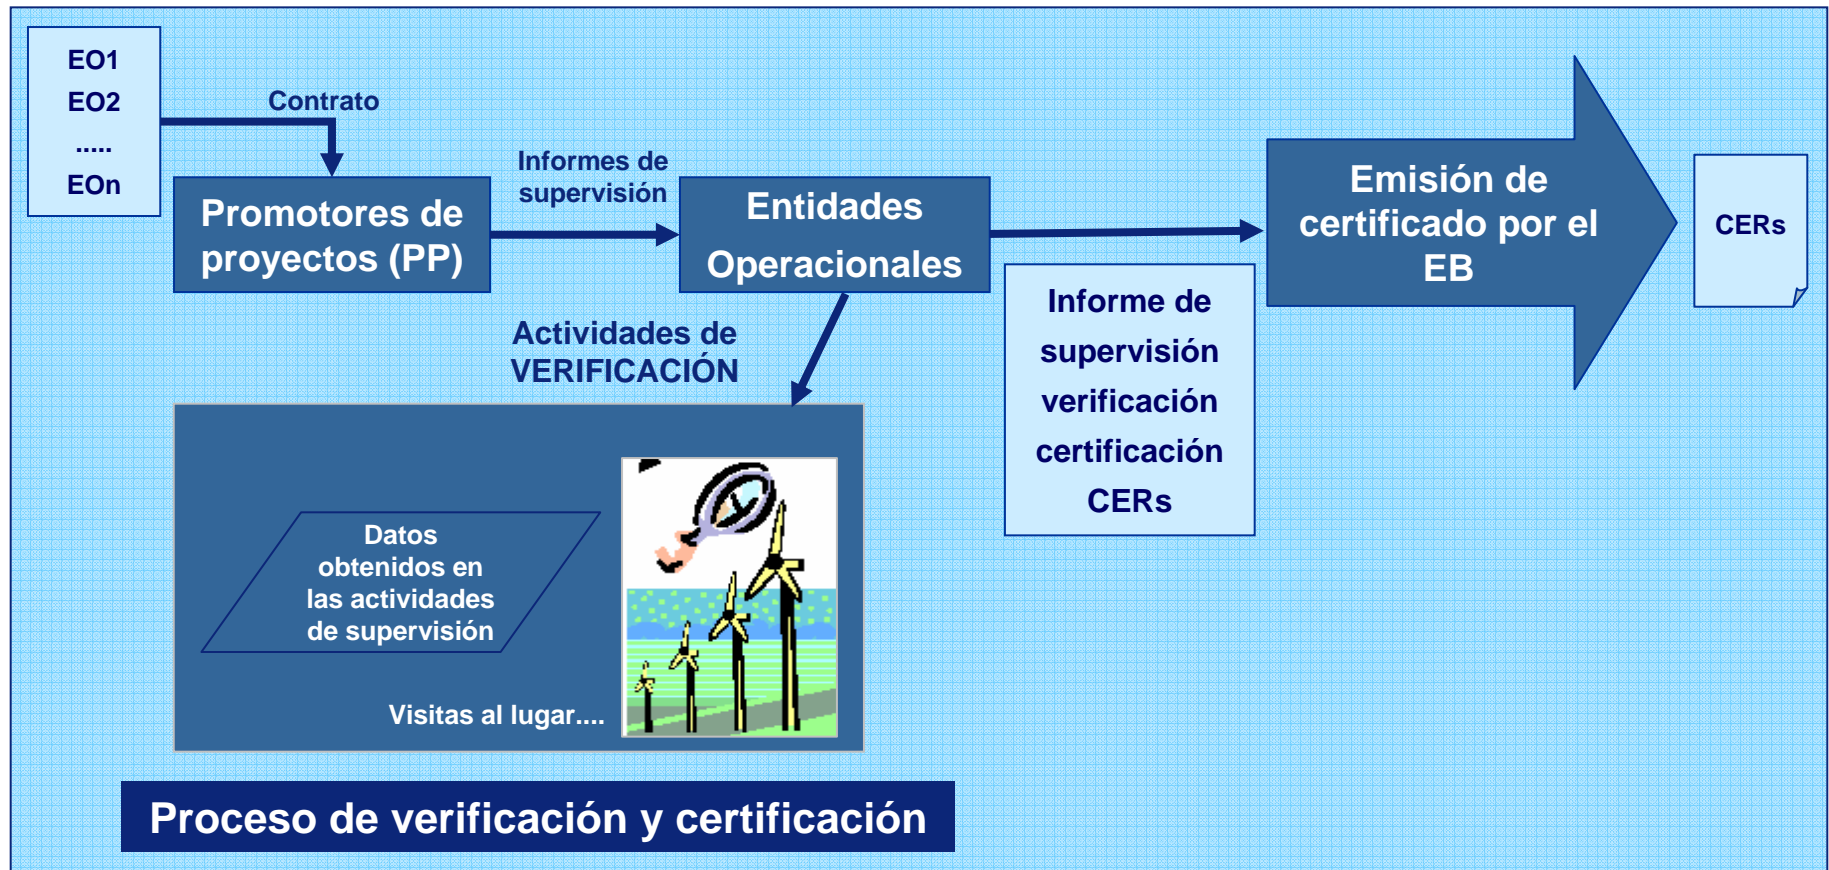 EO1
EO2
.....
EOn
Contrato
Promotores de
proyectos (PP)
Informes de
supervisión
Entidades
Operacionales
Actividades de
VERIFICACIÓN
Datos
obtenidos en
las actividades
de supervisión
Visitas al lugar....
Informe de
supervisión
verificación
certificación
CERs
Emisión de
certificado por el
EB
CERs
Proceso de verificación y certificación